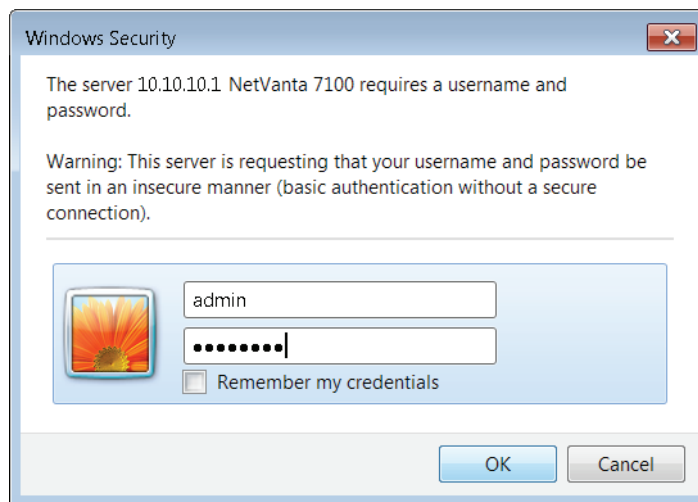 Windows Security
The server 10.10.10.1 NetVanta 7100 requires a username and
password.
Warning: This server is requesting that your username and password be
sent in an insecure manner (basic authentication without a secure
connection).
admin
●●●●●●●●
Remember my credentials
OK Cancel